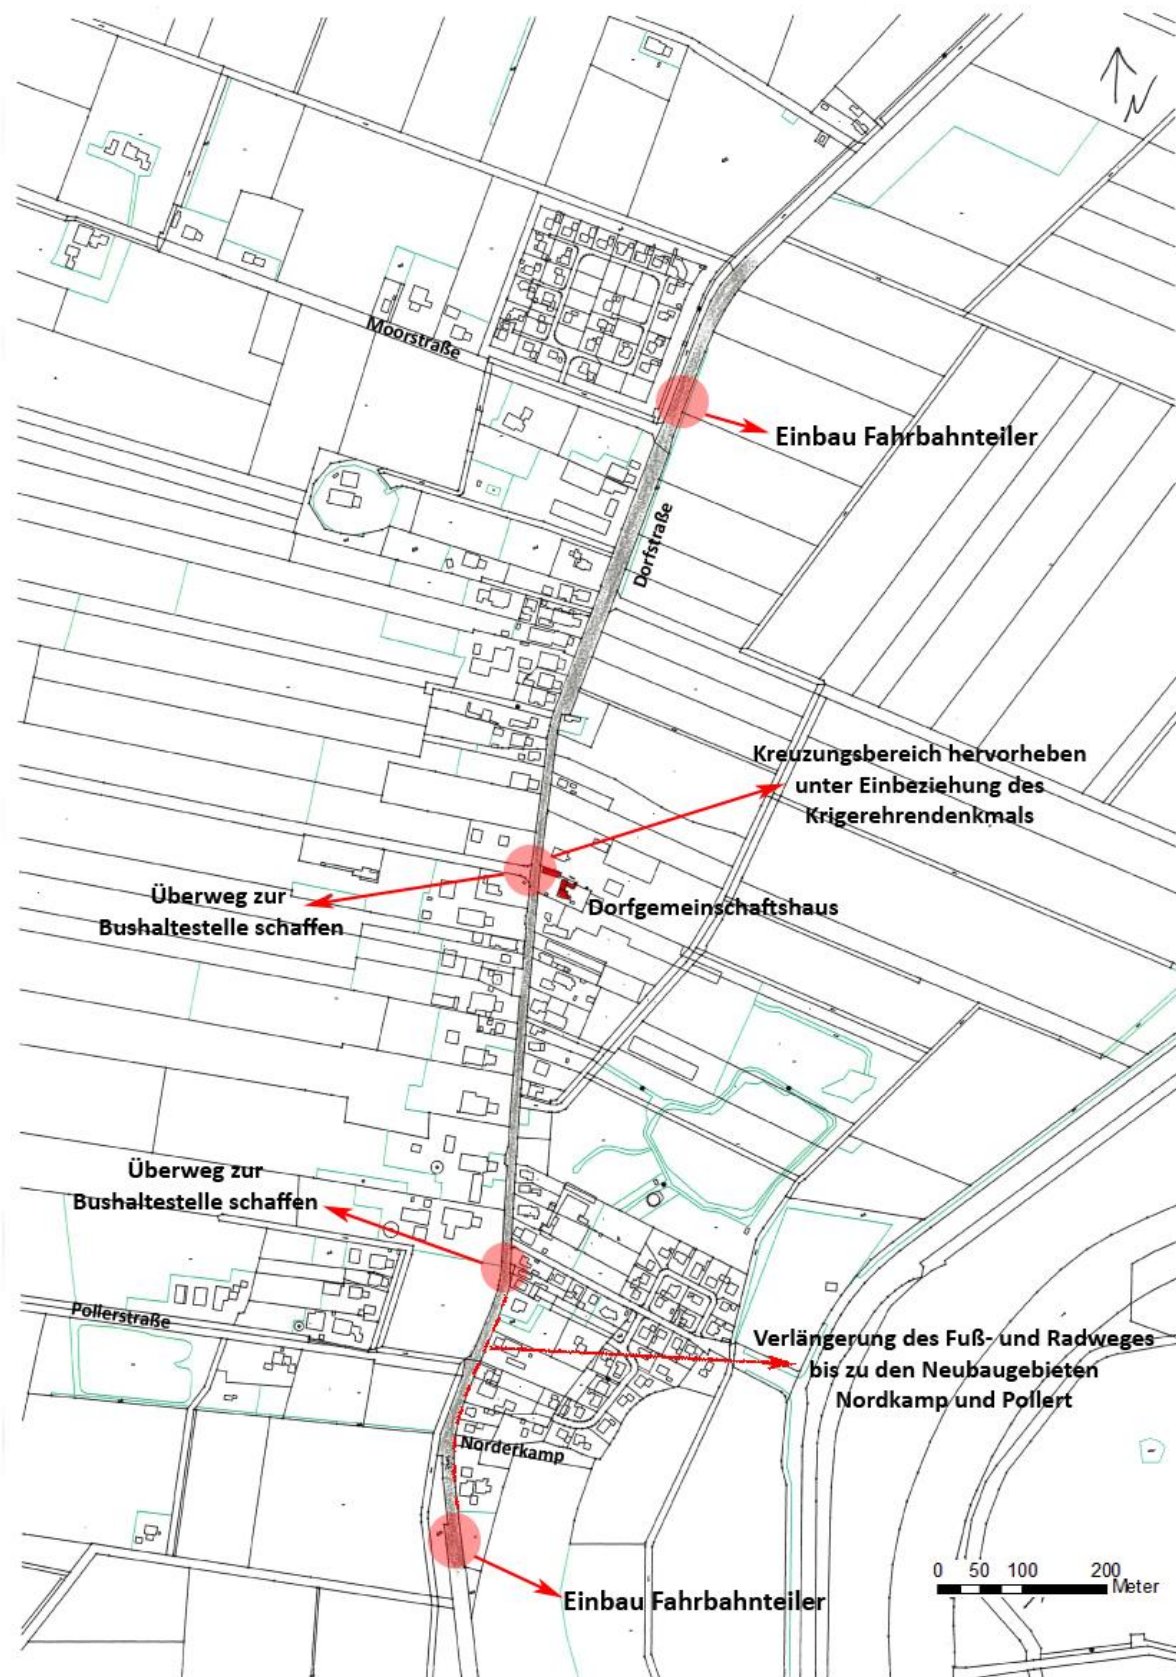 N
Moorstraße
Einbau Fahrbahnteiler
Dorfstraße
Kreuzungsbereich hervorheben
unter Einbeziehung des
Krigerehrendenkmals
Überweg zur
Bushaltestelle schaffen
Dorfgemeinschaftshaus
Überweg zur
Bushaltestelle schaffen
Pollerstraße
Verlängerung des Fuß- und Radweges
bis zu den Neubaugebieten
Nordkamp und Pollert
Norderkamp
Einbau Fahrbahnteiler
0 50 100 200
Meter